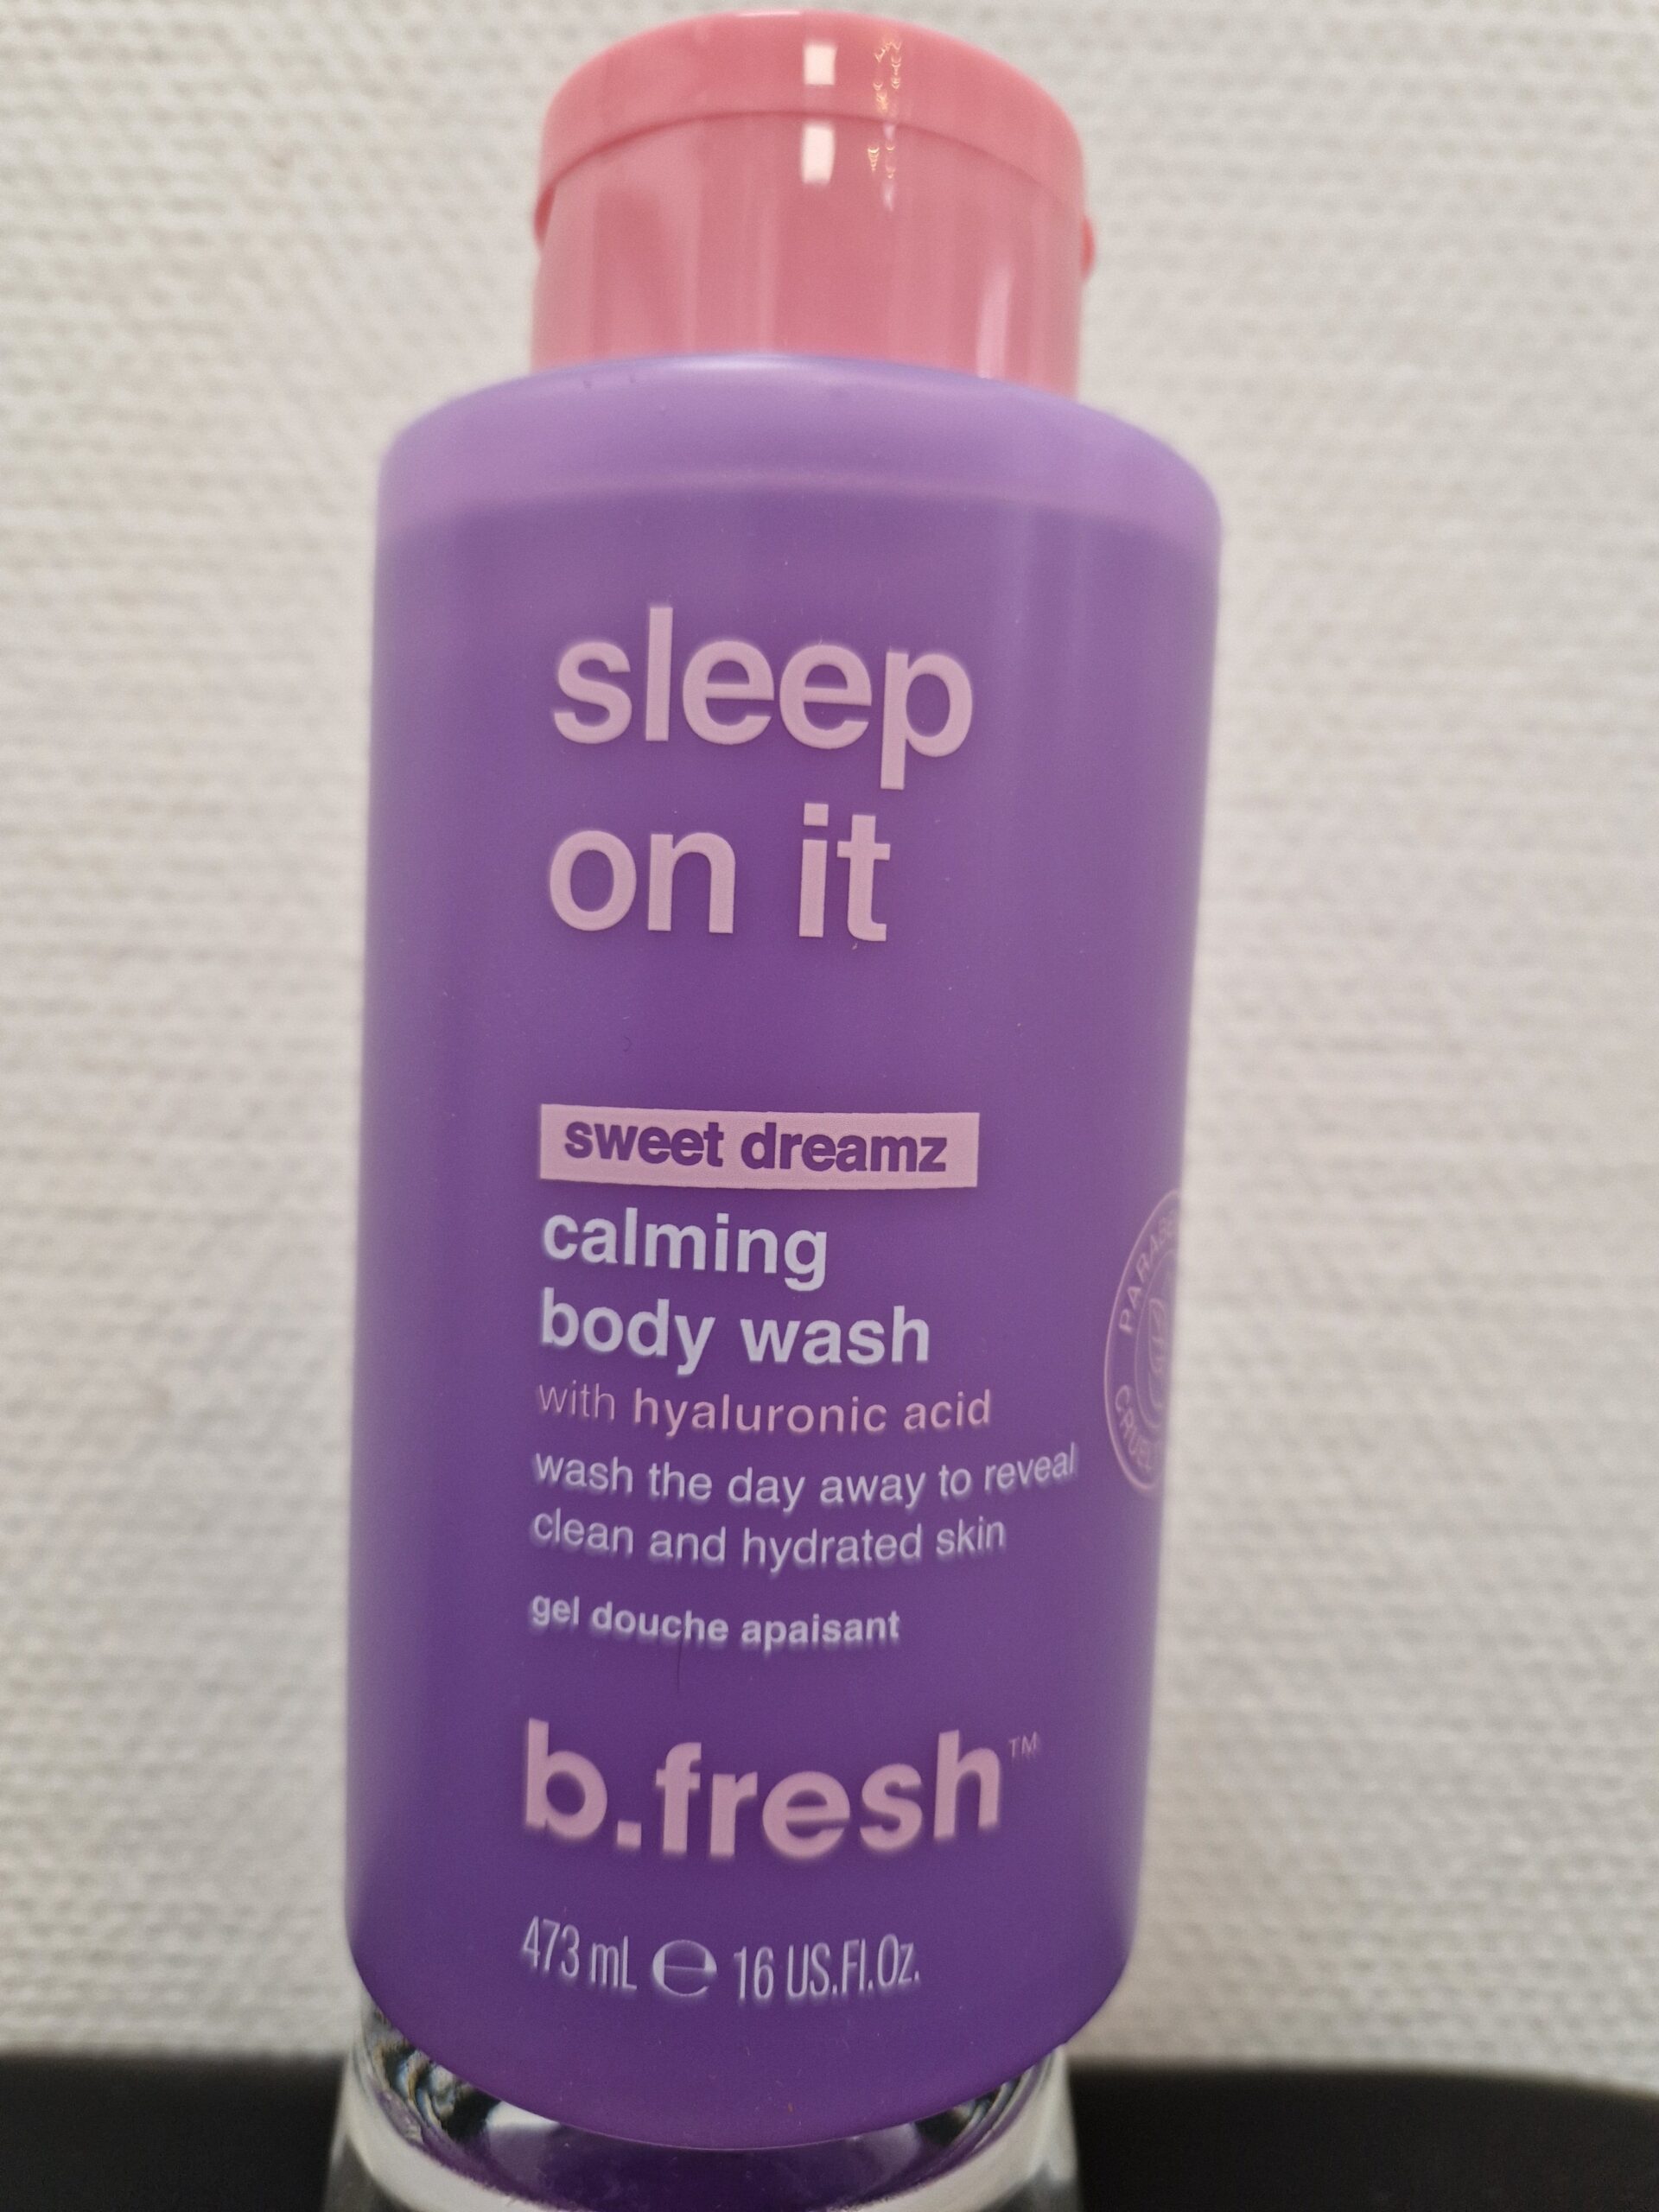 sleep
on it
sweet dreamz
calming
body wash
with hyaluronic acid
wash the day away to reveal
clean and hydrated skin
gel douche apaisant
b.fresh™
473 mL ℮ 16 US.Fl.Oz.